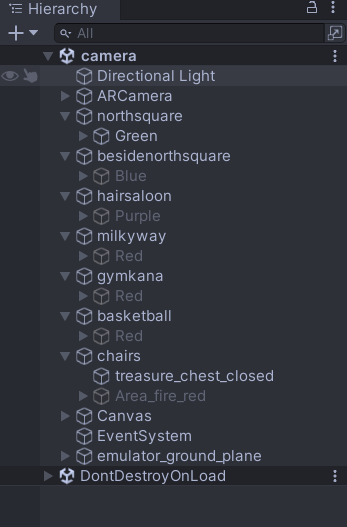 Hierarchy
All
camera
Directional Light
ARCamera
northsquare
Green
besidenorthsquare
Blue
hairsaloon
Purple
milkyway
Red
gymkana
Red
basketball
Red
chairs
treasure_chest_closed
Area_fire_red
Canvas
EventSystem
emulator_ground_plane
DontDestroyOnLoad